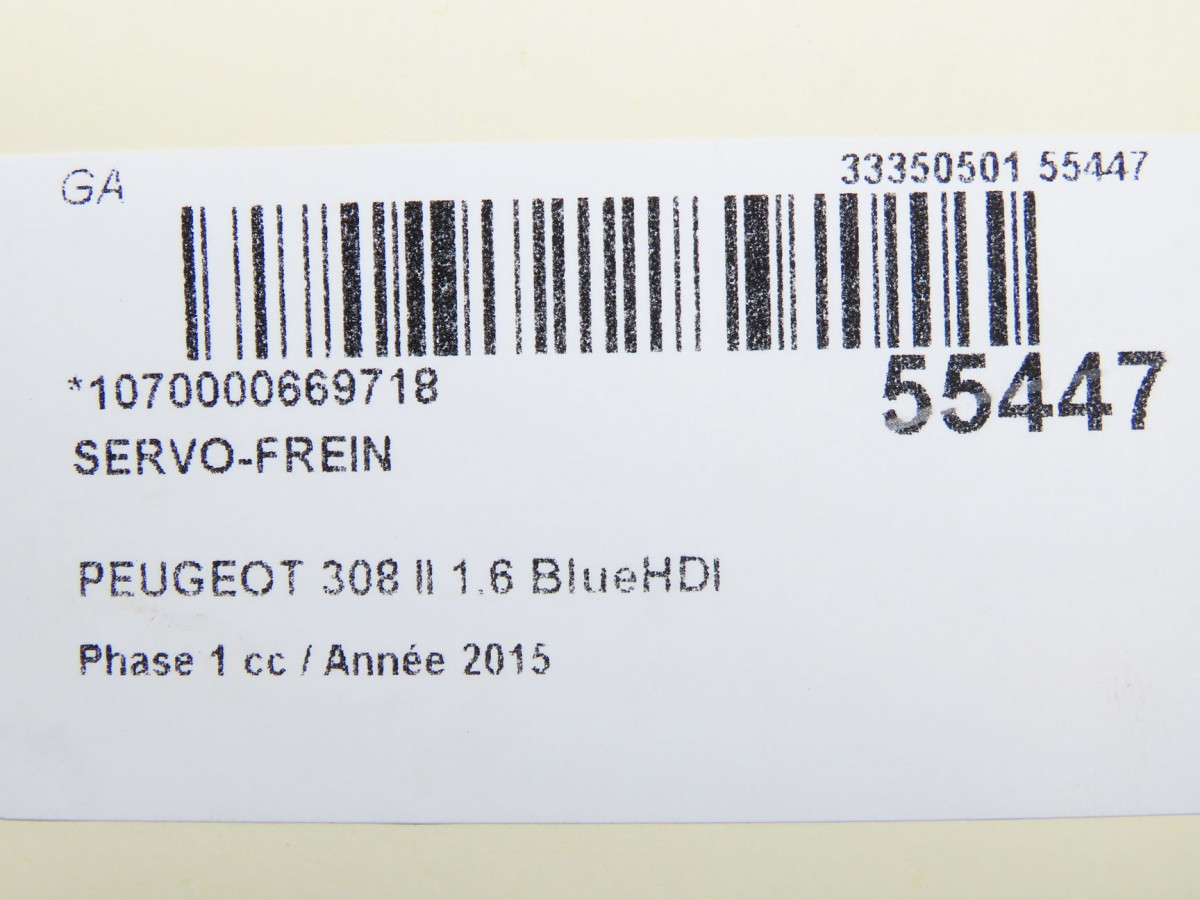 GA
33350501 55447
*1070000669718
55447
SERVO-FREIN
PEUGEOT 308 II 1.6 BlueHDI
Phase 1 cc / Année 2015